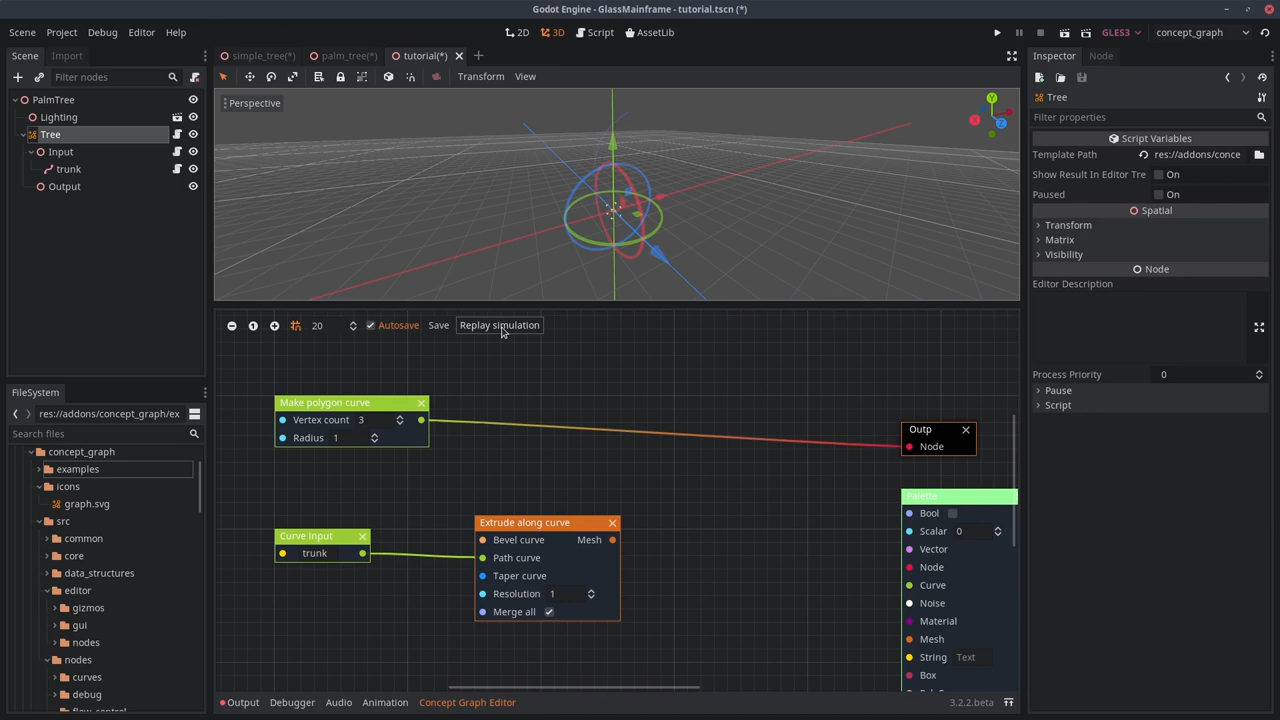 Godot Engine - GlassMainframe - tutorial.tscn (*)
Scene Project Debug Editor Help
2D 3D Script AssetLib
GLES3 concept_graph
Scene Import
Filter nodes
PalmTree
Lighting
Tree
Input
trunk
Output
FileSystem
res://addons/concept_graph/ex
Search files
concept_graph
examples
icons
graph.svg
src
common
core
data_structures
editor
gizmos
gui
nodes
nodes
curves
debug
flow_control
simple_tree(*) palm_tree(*) tutorial(*)
Transform View
Perspective
Y
X
Z
20 Autosave Save Replay simulation
Make polygon curve
Vertex count 3
Radius 1
Curve input
trunk
Extrude along curve
Bevel curve Mesh
Path curve
Taper curve
Resolution 1
Merge all
Outp
Node
Palette
Bool
Scalar 0
Vector
Node
Curve
Noise
Material
Mesh
String Text
Box
Output Debugger Audio Animation Concept Graph Editor 3.2.2.beta
Inspector Node
Tree
Filter properties
Script Variables
Template Path res://addons/conce
Show Result In Editor Tre On
Paused On
Spatial
Transform
Matrix
Visibility
Node
Editor Description
Process Priority 0
Pause
Script